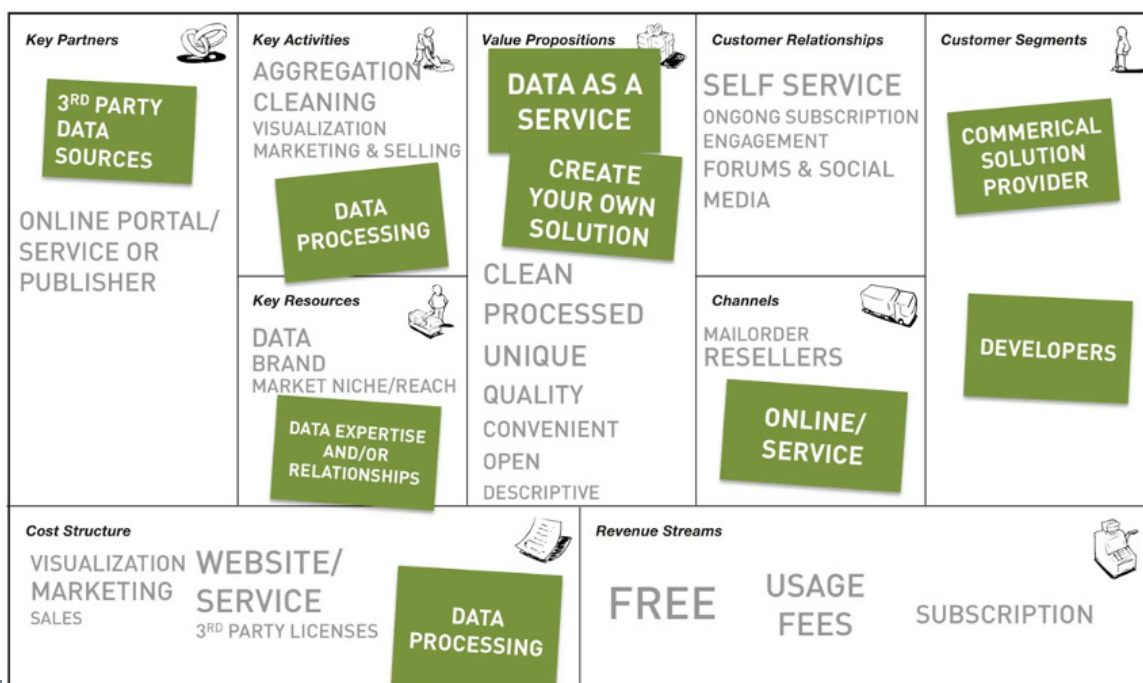 Key Partners
3RD PARTY
DATA
SOURCES
ONLINE PORTAL/
SERVICE OR
PUBLISHER
Key Activities
AGGREGATION
CLEANING
VISUALIZATION
MARKETING & SELLING
DATA
PROCESSING
Key Resources
DATA
BRAND
MARKET NICHE/REACH
DATA EXPERTISE
AND/OR
RELATIONSHIPS
Value Propositions
DATA AS A
SERVICE
CREATE
YOUR OWN
SOLUTION
CLEAN
PROCESSED
UNIQUE
QUALITY
CONVENIENT
OPEN
DESCRIPTIVE
Customer Relationships
SELF SERVICE
ONGONG SUBSCRIPTION
ENGAGEMENT
FORUMS & SOCIAL
MEDIA
Channels
MAILORDER
RESELLERS
ONLINE/
SERVICE
Customer Segments
COMMERICAL
SOLUTION
PROVIDER
DEVELOPERS
Cost Structure
VISUALIZATION
MARKETING
SALES
WEBSITE/
SERVICE
3RD PARTY LICENSES
DATA
PROCESSING
Revenue Streams
FREE
USAGE
FEES
SUBSCRIPTION